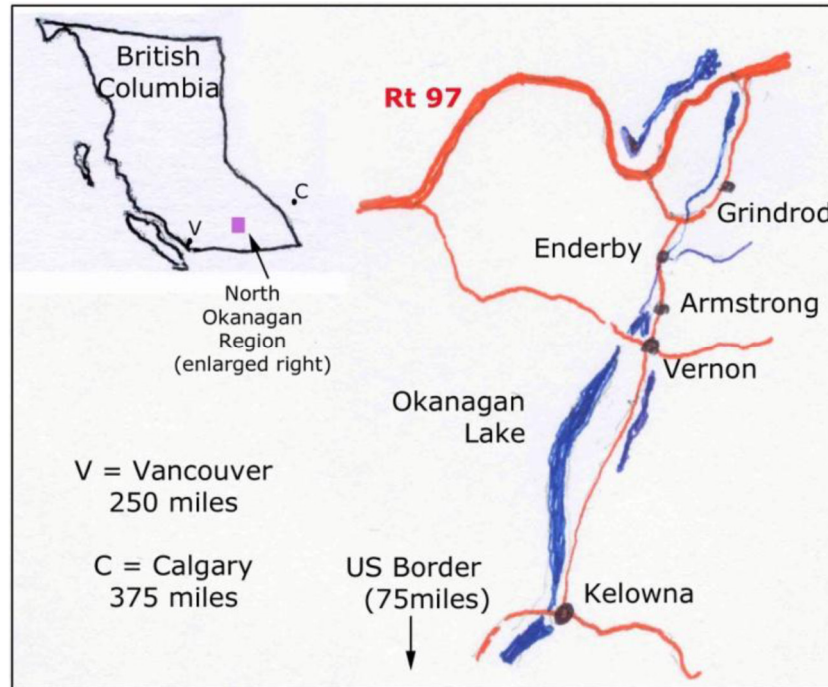 British
Columbia
C
V
North
Okanagan
Region
(enlarged right)
V = Vancouver
250 miles
C = Calgary
375 miles
Rt 97
Grindrod
Enderby
Armstrong
Vernon
Okanagan
Lake
US Border
(75miles)
Kelowna